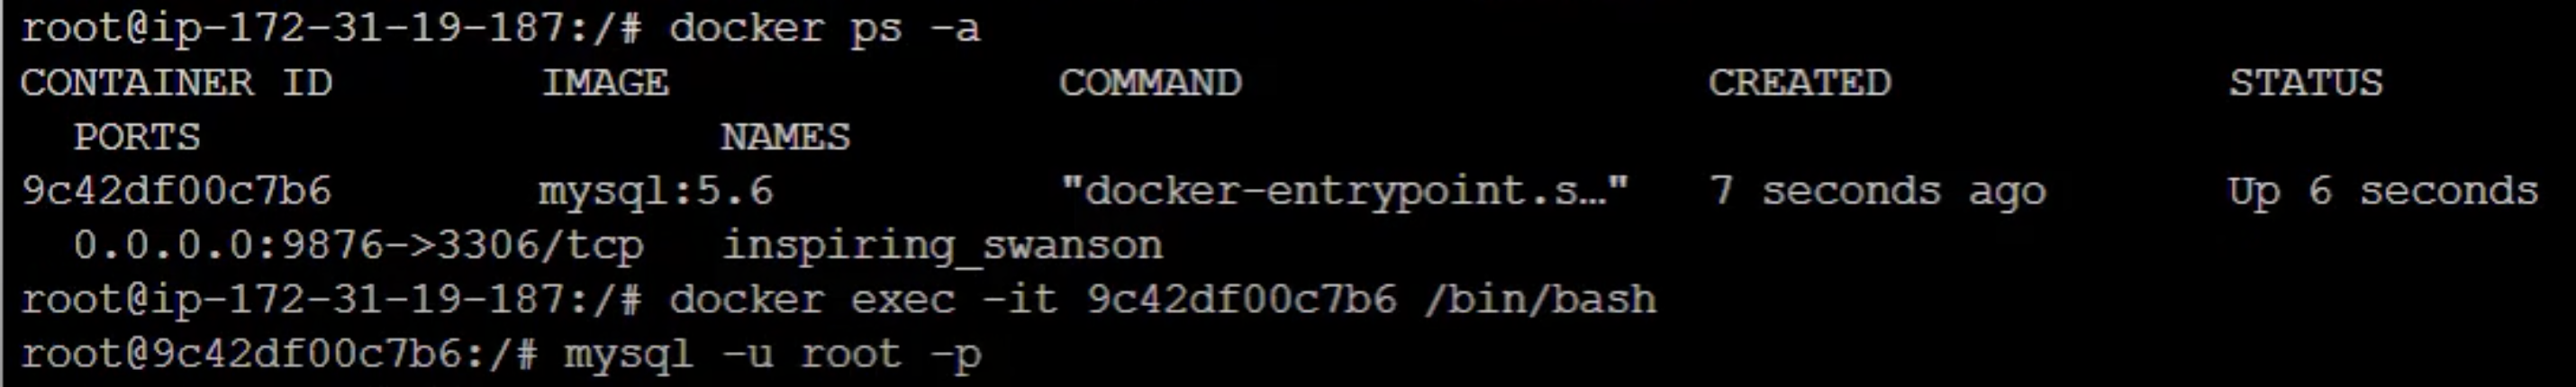 root@ip-172-31-19-187:/# docker ps -a
CONTAINER ID        IMAGE               COMMAND                  CREATED             STATUS
  PORTS                    NAMES
9c42df00c7b6        mysql:5.6           "docker-entrypoint.s…"   7 seconds ago       Up 6 seconds
  0.0.0.0:9876->3306/tcp   inspiring_swanson
root@ip-172-31-19-187:/# docker exec -it 9c42df00c7b6 /bin/bash
root@9c42df00c7b6:/# mysql -u root -p